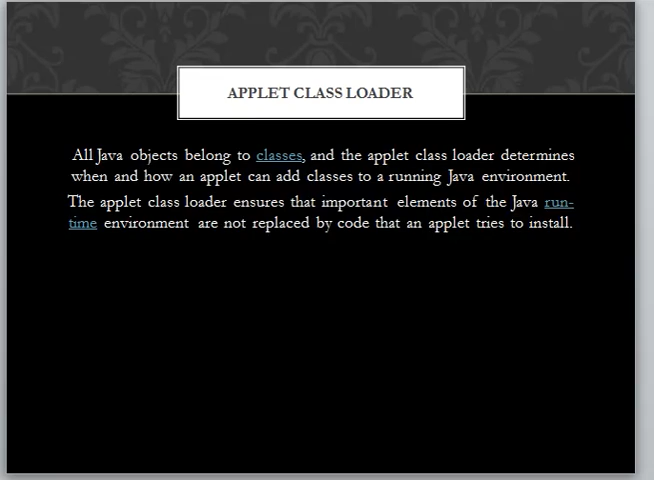 APPLET CLASS LOADER
All Java objects belong to classes, and the applet class loader determines
when and how an applet can add classes to a running Java environment.
The applet class loader ensures that important elements of the Java run-
time environment are not replaced by code that an applet tries to install.